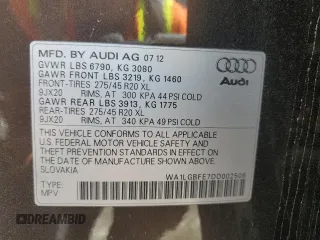 MFD. BY AUDI AG 07 12
GVWR LBS 6790, KG 3080
GAWR FRONT LBS 3219, KG 1460
FRONT-TIRES 275/45 R20 XL
9JX20 RIMS, AT 300 KPA 44 PSI COLD
GAWR REAR LBS 3913, KG 1775
REAR-TIRES 275/45 R20 XL
9JX20 RIMS, AT 340 KPA 49 PSI COLD
THIS VEHICLE CONFORMS TO ALL APPLICABLE
U.S. FEDERAL MOTOR VEHICLE SAFETY AND
THEFT PREVENTION STANDARDS IN EFFECT
ON THE DATE OF MANUFACTURE SHOWN ABOVE.
SLOVAKIA
WA1LGBFE7DD002508
TYPE:
MPV
Audi
EPICAMBID